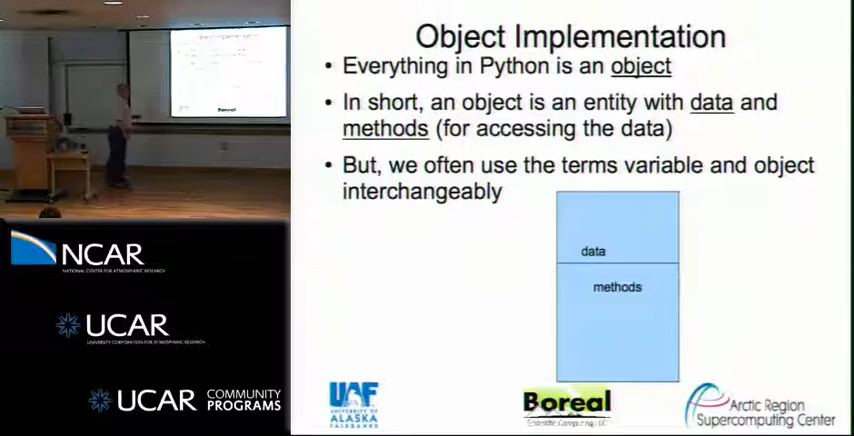 Object Implementation
• Everything in Python is an object
• In short, an object is an entity with data and
methods (for accessing the data)
• But, we often use the terms variable and object
interchangeably
data
methods
NCAR
NATIONAL CENTER FOR ATMOSPHERIC RESEARCH
UCAR
UNIVERSITY CORPORATION FOR ATMOSPHERIC RESEARCH
UCAR COMMUNITY
PROGRAMS
UAF
UNIVERSITY OF
ALASKA
FAIRBANKS
Boreal
Scientific Computing LLC
Arctic Region
Supercomputing Center